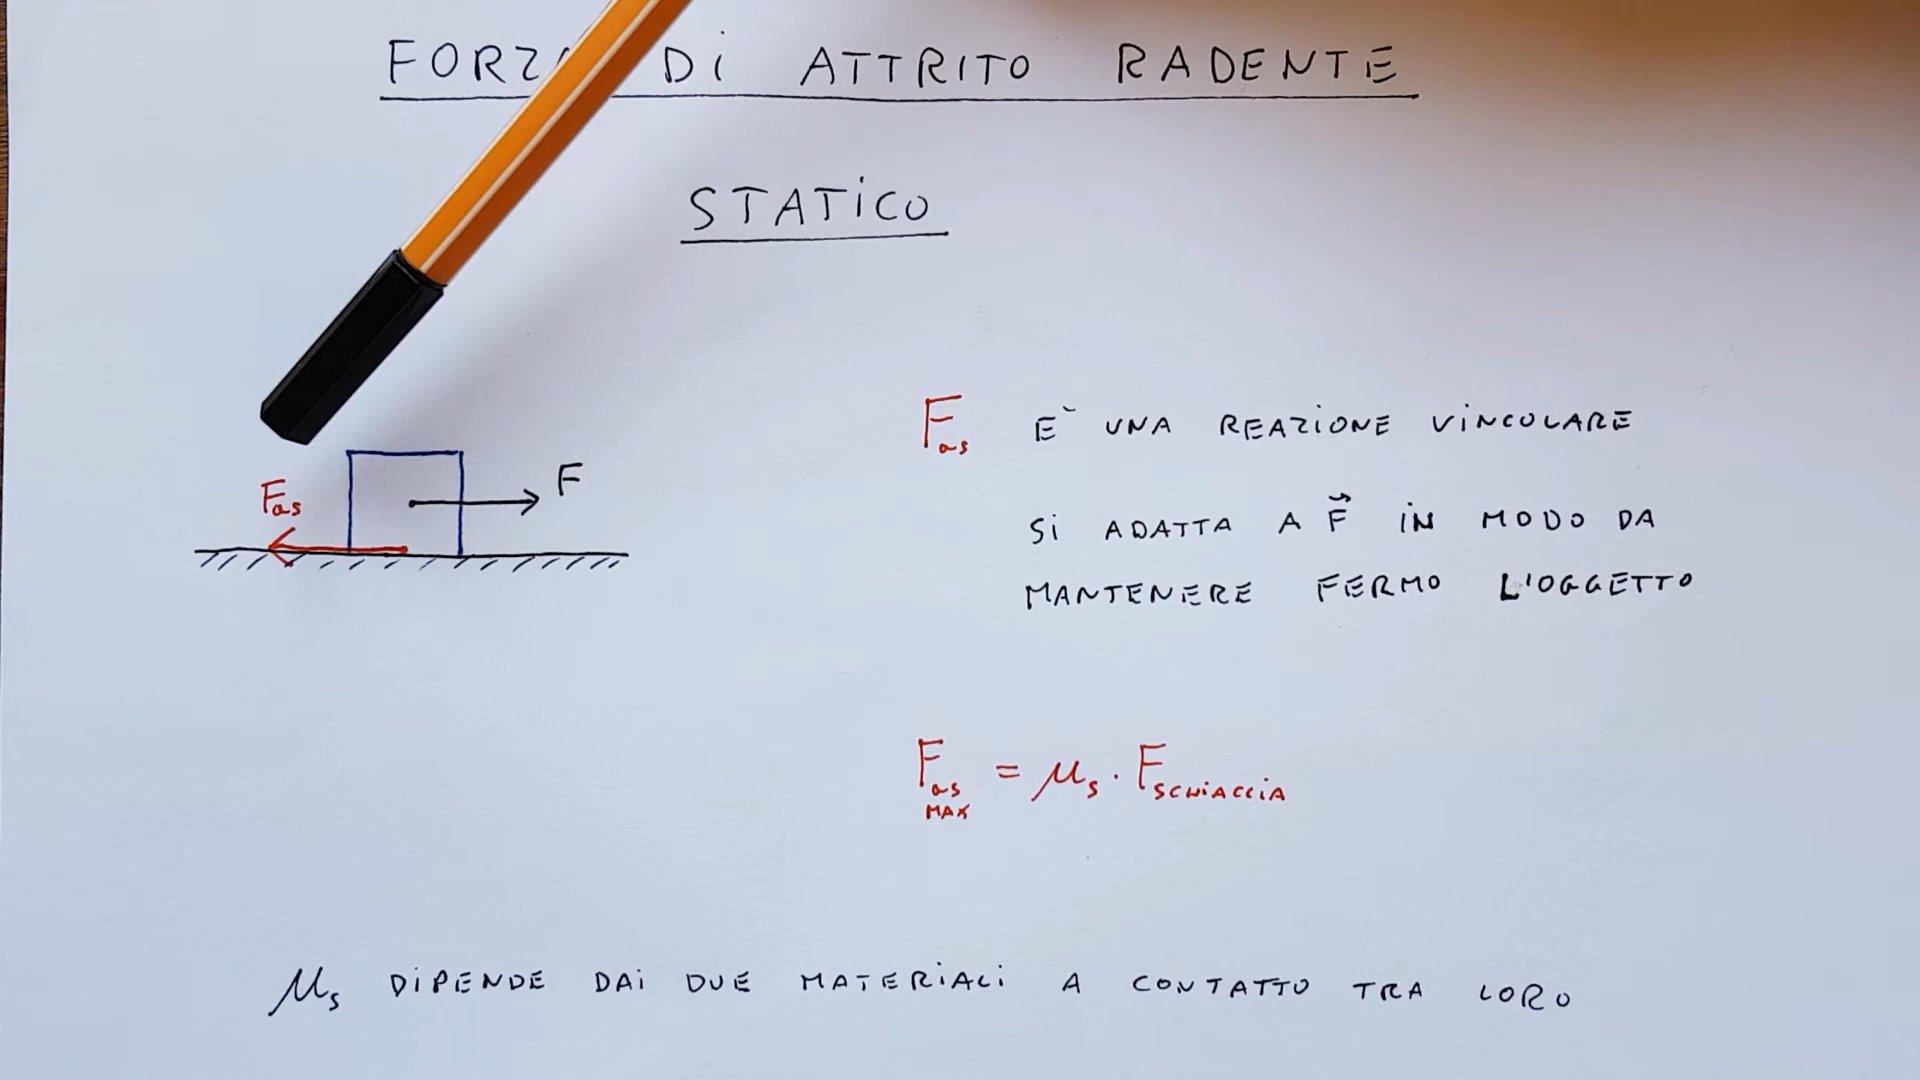 FORZA DI ATTRITO RADENTE
STATICO
Fas È UNA REAZIONE VINCOLARE
SI ADATTA A F⃗ IN MODO DA
MANTENERE FERMO L'OGGETTO
Fas
F
Fas MAX = μs · FSCHIACCIA
μs DIPENDE DAI DUE MATERIALI A CONTATTO TRA LORO